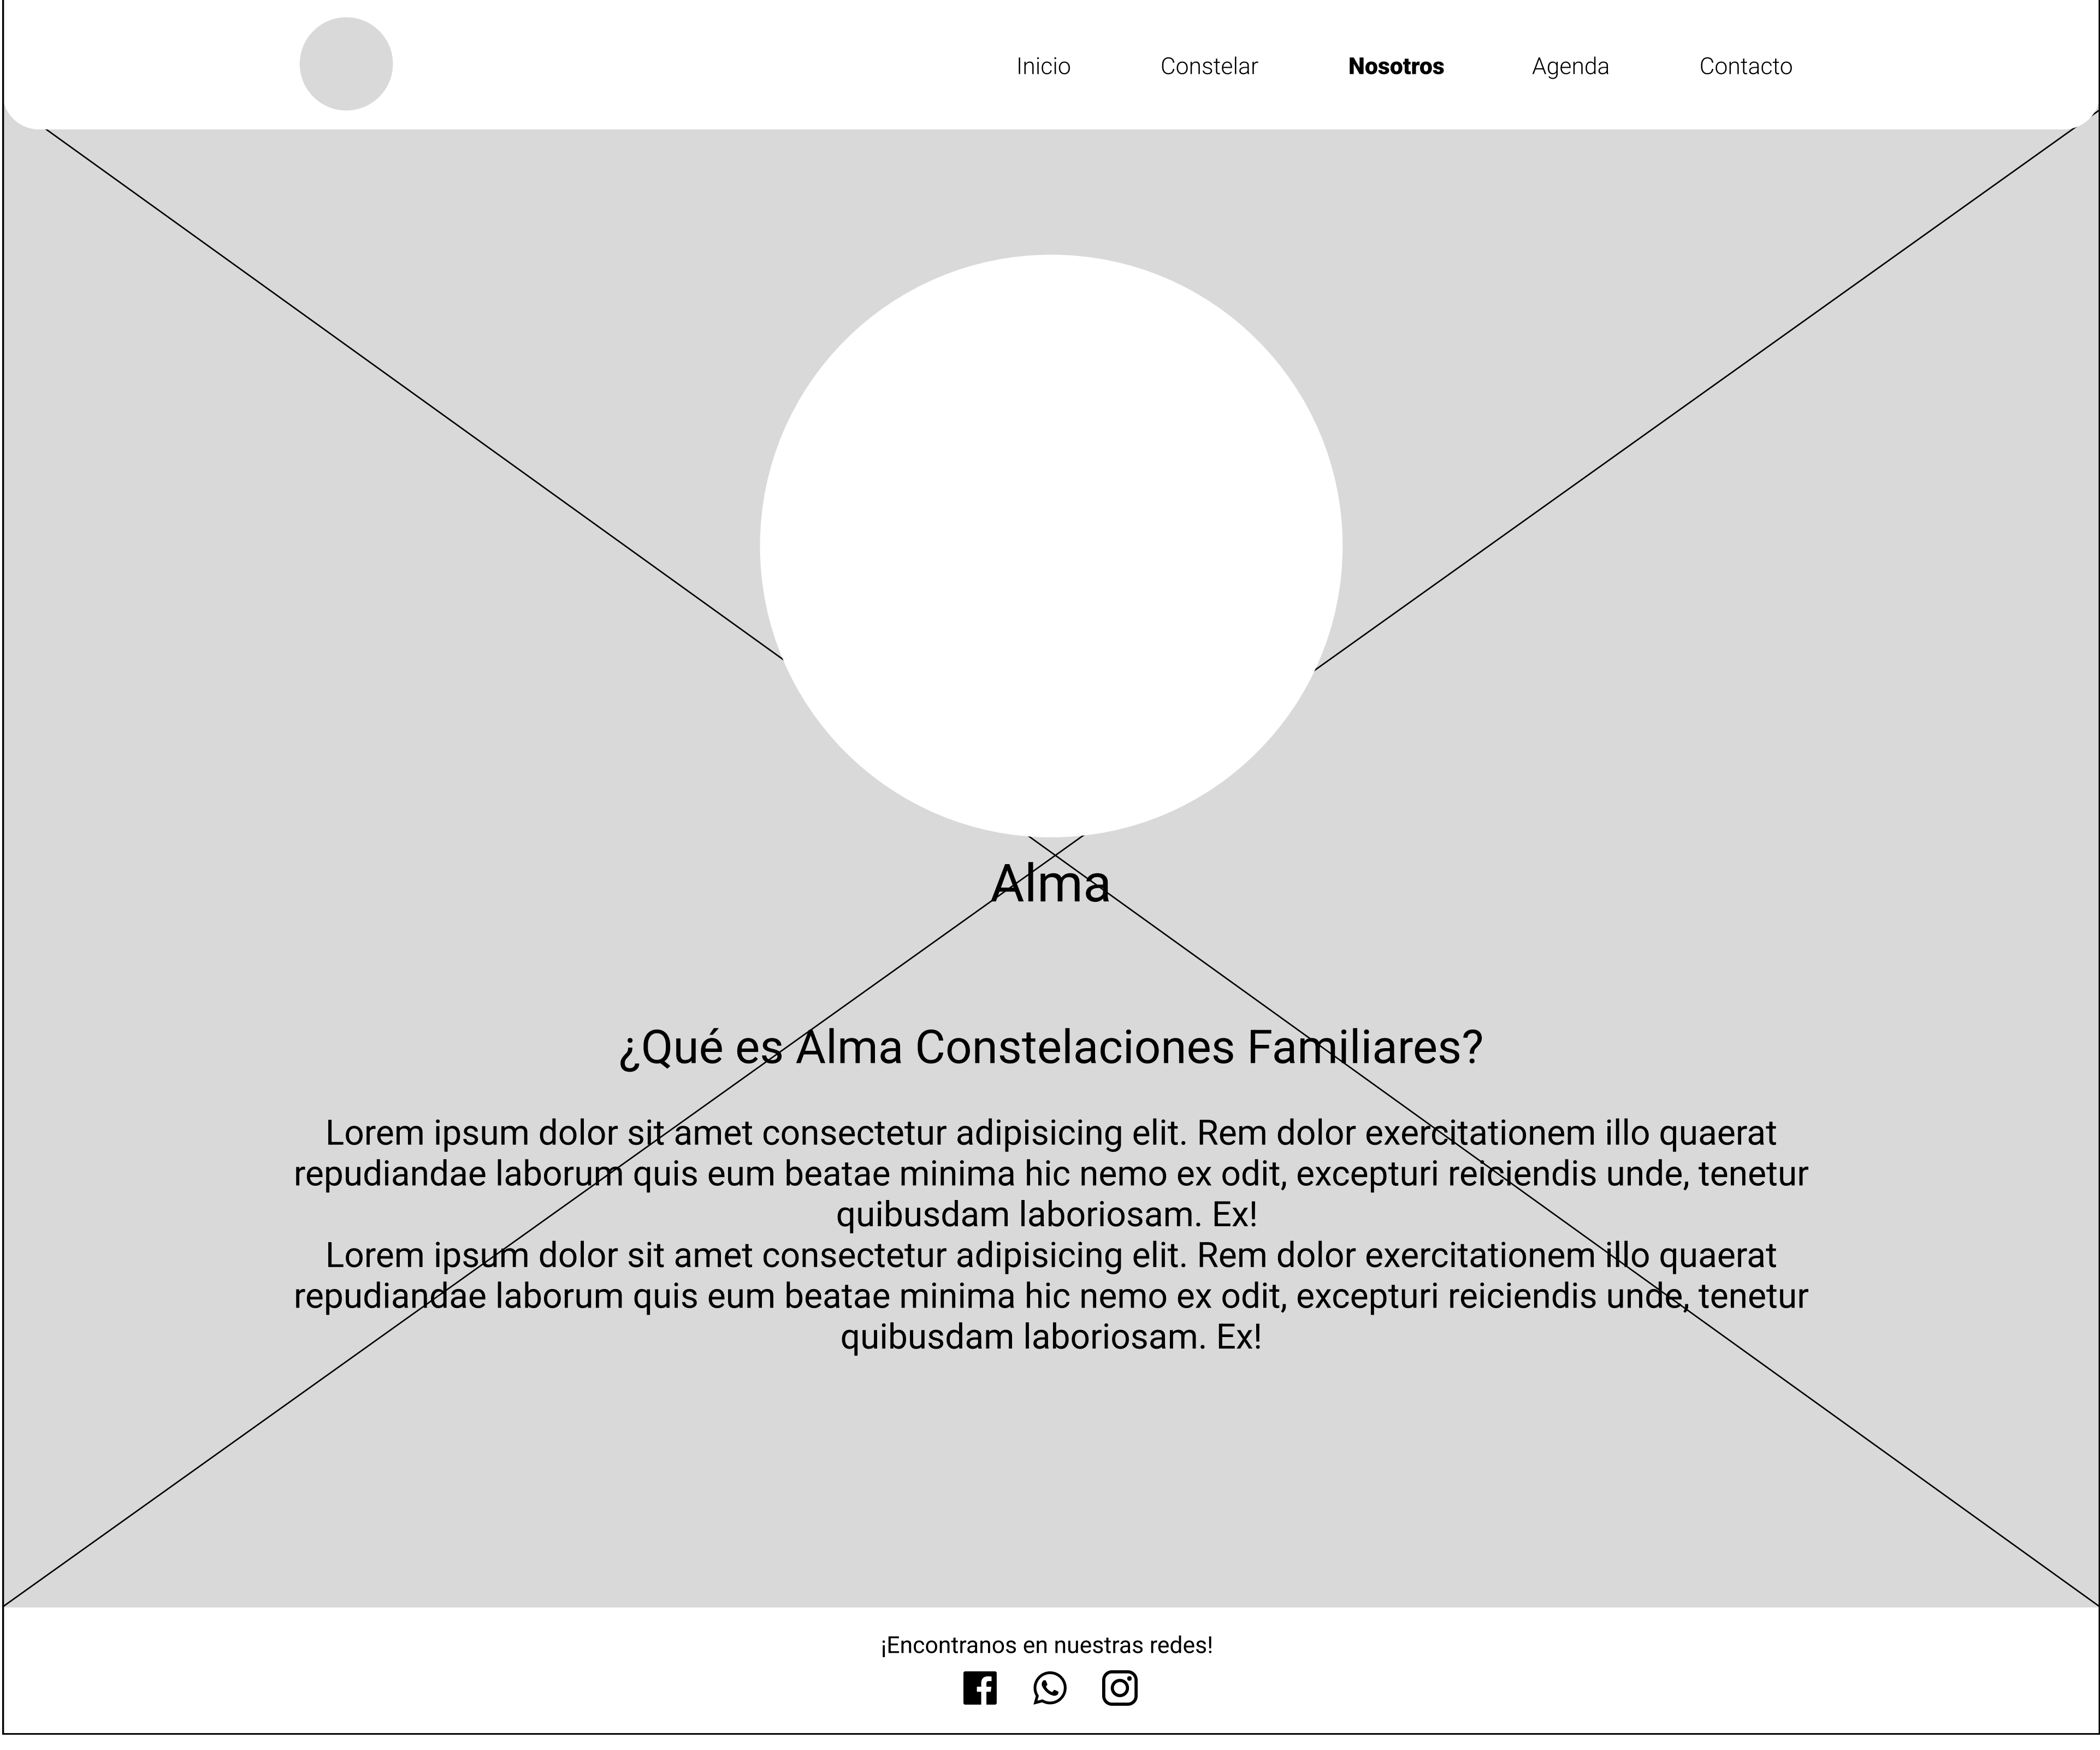 Inicio Constelar Nosotros Agenda Contacto
Alma
¿Qué es Alma Constelaciones Familiares?
Lorem ipsum dolor sit amet consectetur adipisicing elit. Rem dolor exercitationem illo quaerat
repudiandae laborum quis eum beatae minima hic nemo ex odit, excepturi reiciendis unde, tenetur
quibusdam laboriosam. Ex!
Lorem ipsum dolor sit amet consectetur adipisicing elit. Rem dolor exercitationem illo quaerat
repudiandae laborum quis eum beatae minima hic nemo ex odit, excepturi reiciendis unde, tenetur
quibusdam laboriosam. Ex!
¡Encontranos en nuestras redes!